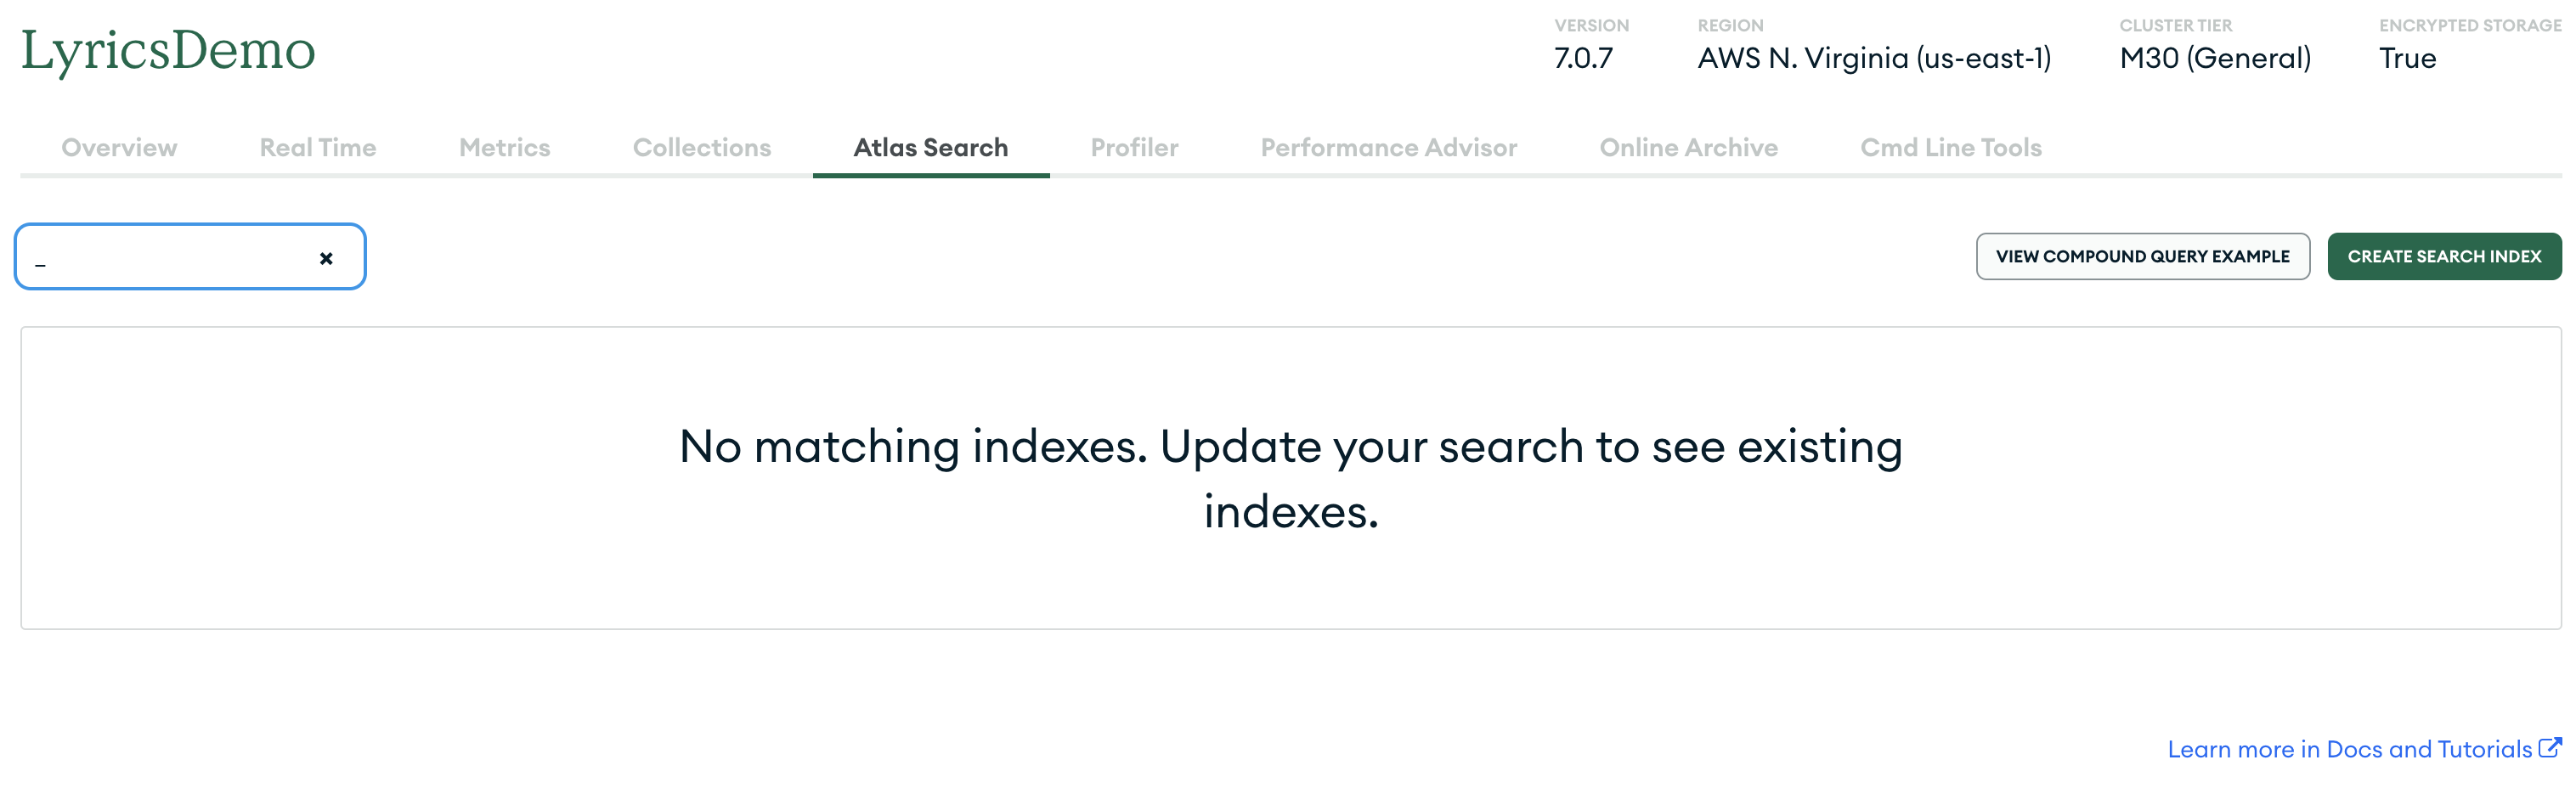 LyricsDemo
VERSION
7.0.7
REGION
AWS N. Virginia (us-east-1)
CLUSTER TIER
M30 (General)
ENCRYPTED STORAGE
True
Overview
Real Time
Metrics
Collections
Atlas Search
Profiler
Performance Advisor
Online Archive
Cmd Line Tools
_
VIEW COMPOUND QUERY EXAMPLE
CREATE SEARCH INDEX
No matching indexes. Update your search to see existing
indexes.
Learn more in Docs and Tutorials